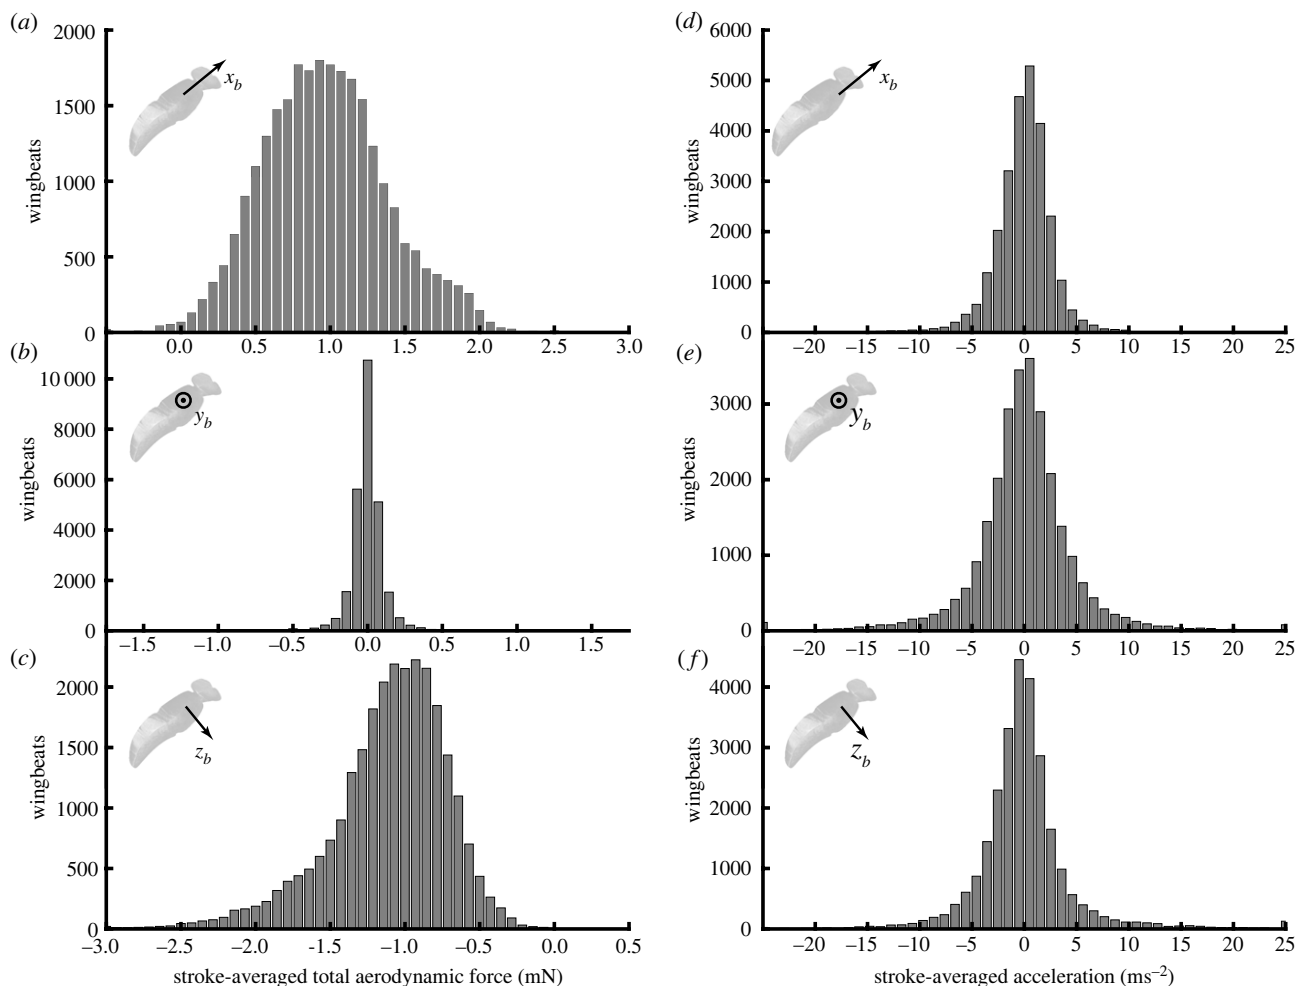 (a)
2000
1500
1000
500
0
wingbeats
x_b
0.0 0.5 1.0 1.5 2.0 2.5 3.0
(d)
6000
5000
4000
3000
2000
1000
0
wingbeats
x_b
–20 –15 –10 –5 0 5 10 15 20 25
(b)
10 000
8000
6000
4000
2000
0
wingbeats
y_b
–1.5 –1.0 –0.5 0.0 0.5 1.0 1.5
(e)
3000
2000
1000
0
wingbeats
y_b
–20 –15 –10 –5 0 5 10 15 20 25
(c)
2000
1500
1000
500
0
wingbeats
z_b
–3.0 –2.5 –2.0 –1.5 –1.0 –0.5 0.0 0.5
stroke-averaged total aerodynamic force (mN)
(f)
4000
3000
2000
1000
0
wingbeats
z_b
–20 –15 –10 –5 0 5 10 15 20 25
stroke-averaged acceleration (ms⁻²)